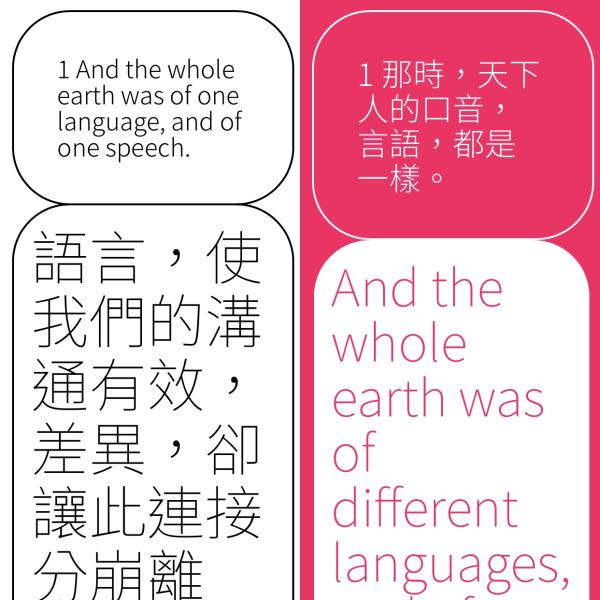 1 And the whole
earth was of one
language, and of
one speech.
語言，使
我們的溝
通有效，
差異，卻
讓此連接
分崩離
1 那時，天下
人的口音，
言語，都是
一樣。
And the
whole
earth was
of
different
languages,